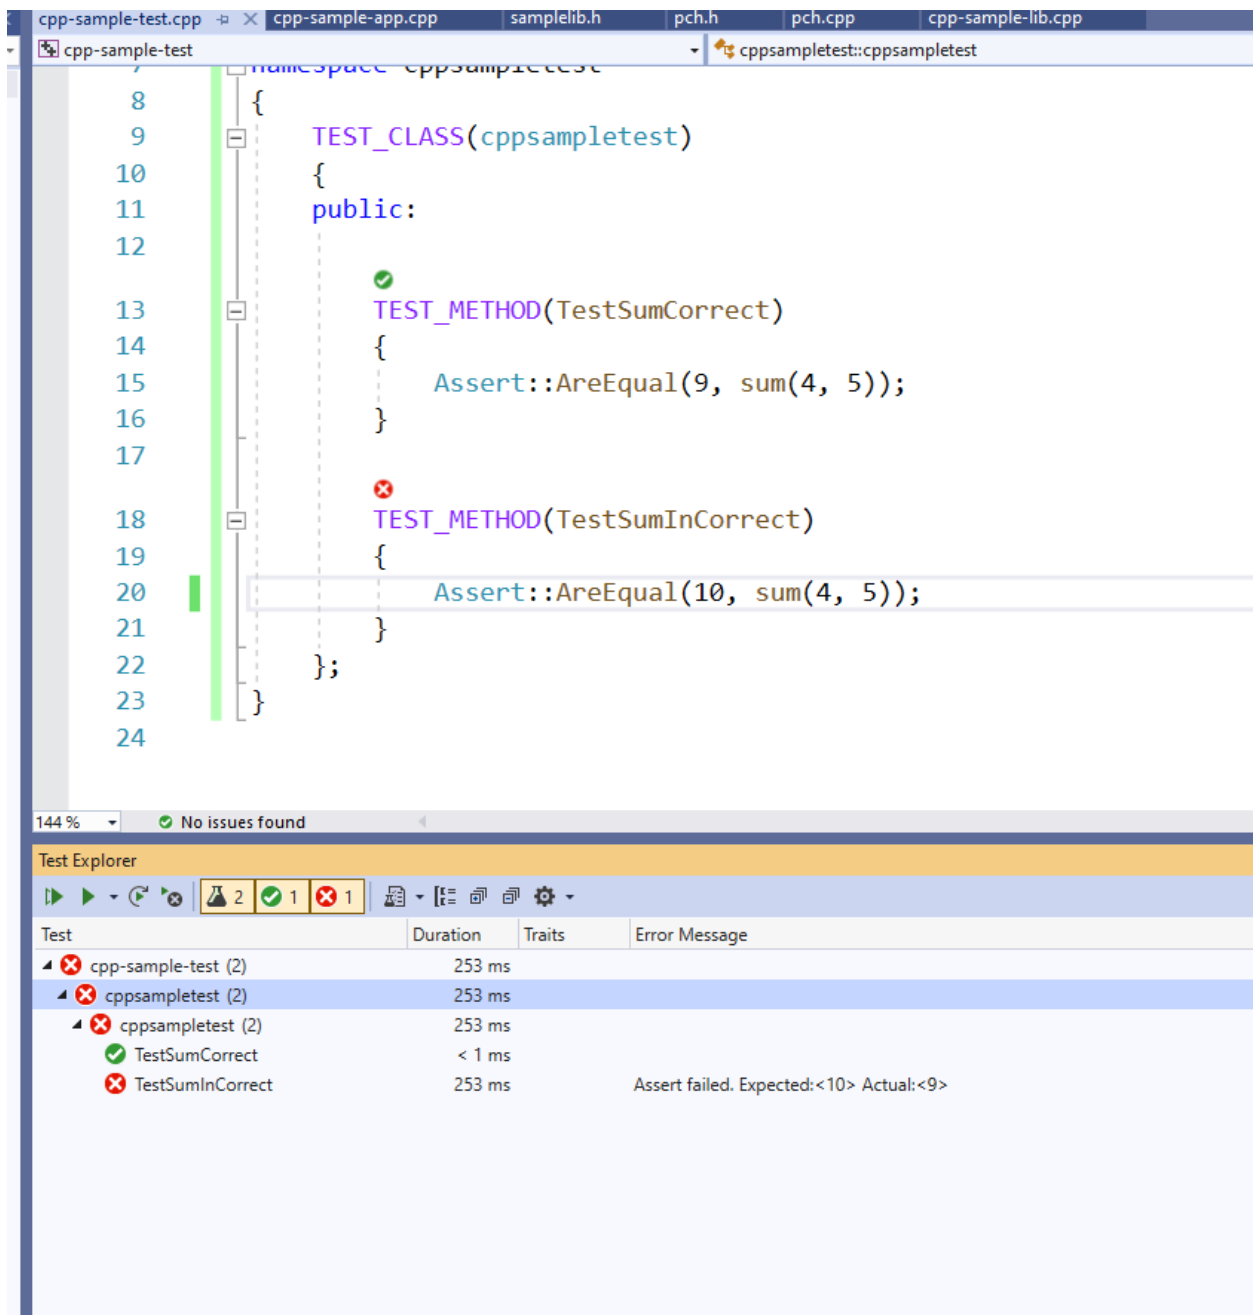 cpp-sample-test.cpp cpp-sample-app.cpp samplelib.h pch.h pch.cpp cpp-sample-lib.cpp
cpp-sample-test cppsampletest::cppsampletest
7 namespace cppsampletest
8 {
9 TEST_CLASS(cppsampletest)
10 {
11 public:
12
13 TEST_METHOD(TestSumCorrect)
14 {
15 Assert::AreEqual(9, sum(4, 5));
16 }
17
18 TEST_METHOD(TestSumInCorrect)
19 {
20 Assert::AreEqual(10, sum(4, 5));
21 }
22 };
23 }
24
144 % No issues found
Test Explorer
2 1 1
Test Duration Traits Error Message
cpp-sample-test (2) 253 ms
cppsampletest (2) 253 ms
cppsampletest (2) 253 ms
TestSumCorrect < 1 ms
TestSumInCorrect 253 ms Assert failed. Expected:<10> Actual:<9>